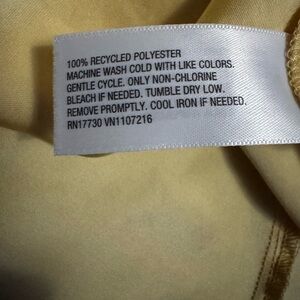 100% RECYCLED POLYESTER
MACHINE WASH COLD WITH LIKE COLORS.
GENTLE CYCLE. ONLY NON-CHLORINE
BLEACH IF NEEDED. TUMBLE DRY LOW.
REMOVE PROMPTLY. COOL IRON IF NEEDED.
RN17730 VN1107216